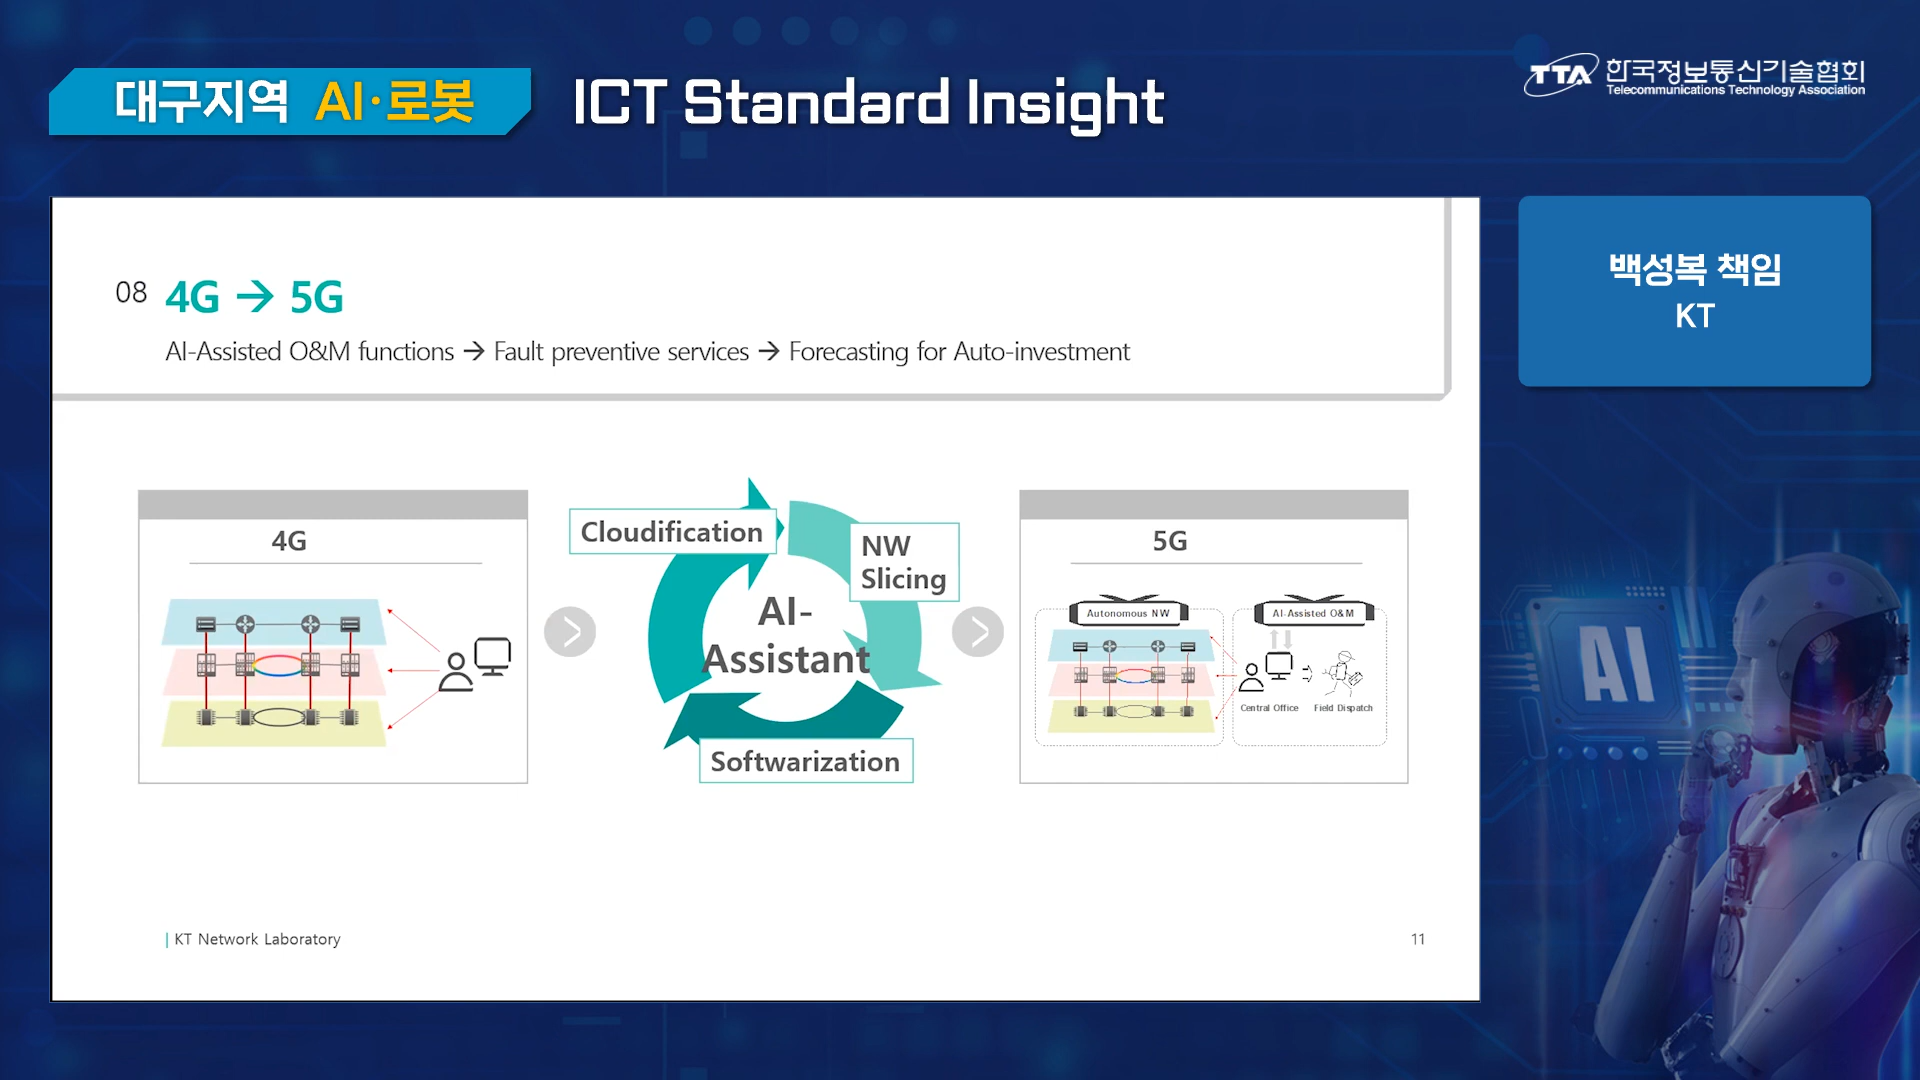 대구지역 AI·로봇
ICT Standard Insight
TTA 한국정보통신기술협회
Telecommunications Technology Association
08 4G → 5G
AI-Assisted O&M functions → Fault preventive services → Forecasting for Auto-investment
백성복 책임
KT
4G
Cloudification
NW
Slicing
AI-
Assistant
Softwarization
5G
Autonomous NW
AI-Assisted O&M
Central Office
Field Dispatch
| KT Network Laboratory
11
AI